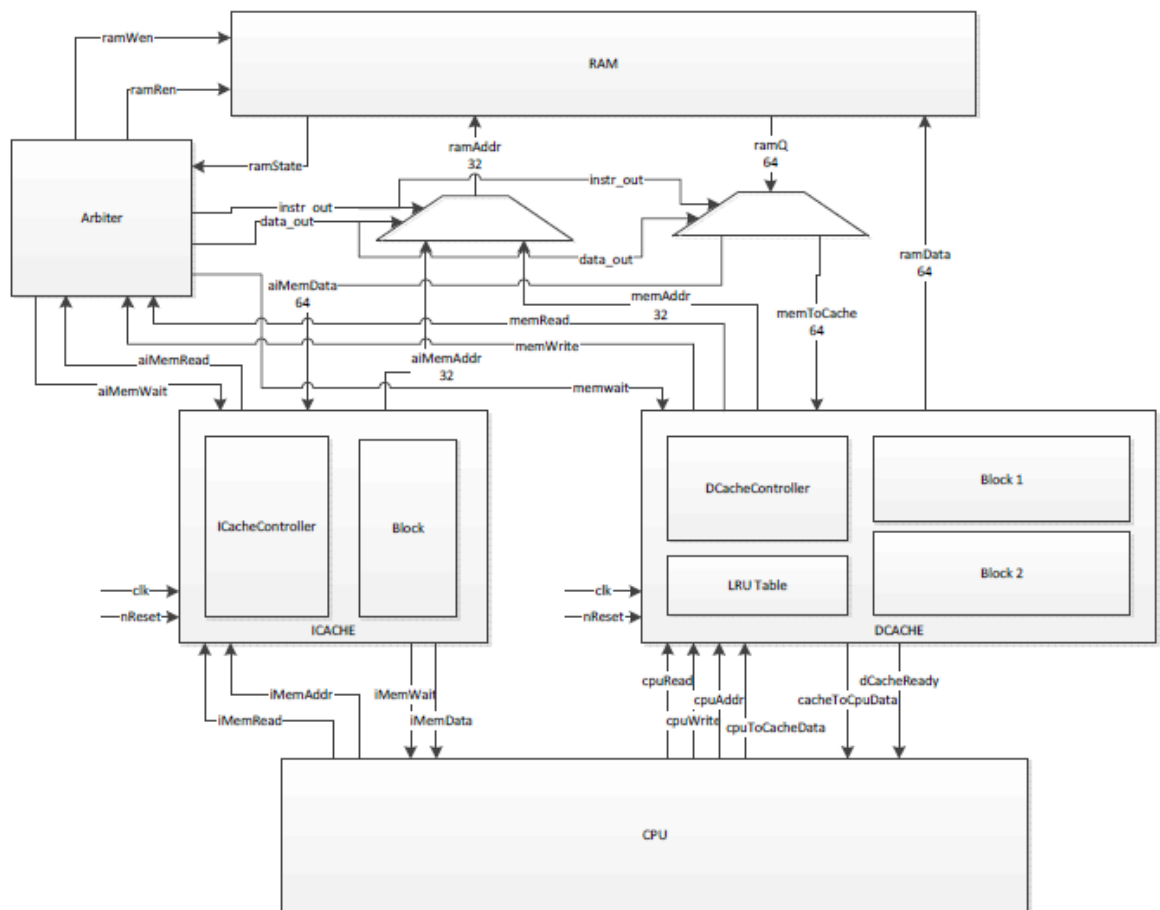 ramWen
RAM
ramRen
ramState
ramAddr
32
ramQ
64
Arbiter
instr_out
instr_out
data_out
data_out
ramData
64
aiMemData
64
memAddr
32
memToCache
64
memRead
memWrite
aiMemRead
aiMemAddr
32
aiMemWait
memwait
ICacheController
Block
DCacheController
Block 1
LRU Table
Block 2
clk
nReset
ICACHE
clk
nReset
DCACHE
iMemAddr
iMemRead
iMemWait
iMemData
cpuRead
cpuWrite
cpuAddr
cpuToCacheData
cacheToCpuData
dCacheReady
CPU